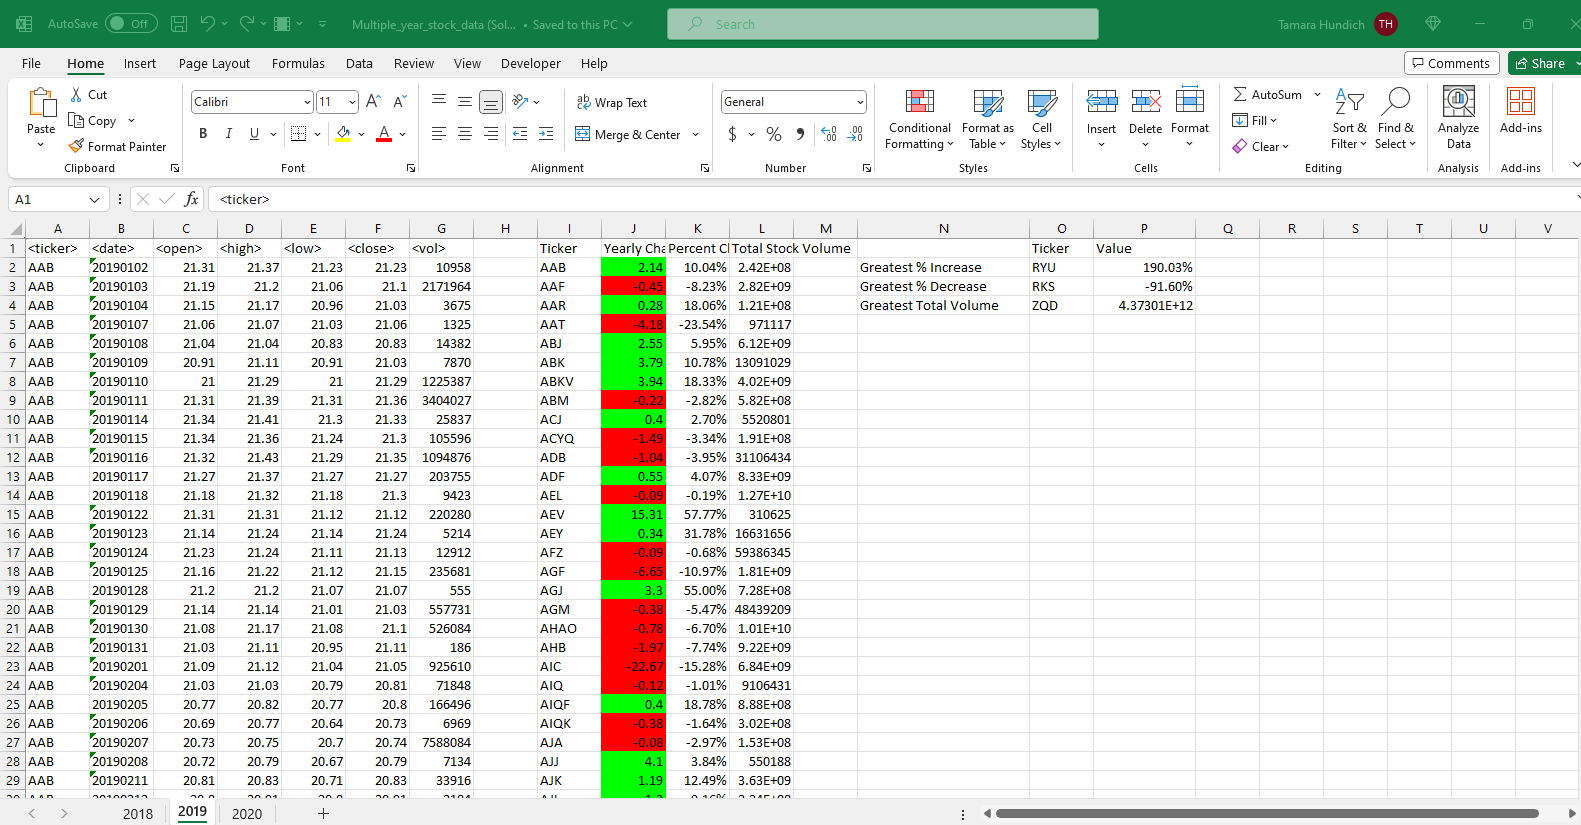 AutoSave Off Multiple_year_stock_data (Sol... • Saved to this PC Search Tamara Hundich TH
File Home Insert Page Layout Formulas Data Review View Developer Help Comments Share
Paste Cut Copy Format Painter Clipboard
Calibri 11 A A B I U A Font
ab Wrap Text Merge & Center Alignment
General $ % , Number
Conditional Formatting Format as Table Cell Styles Styles
Insert Delete Format Cells
AutoSum Fill Clear Sort & Filter Find & Select Editing
Analyze Data Analysis
Add-ins Add-ins
A1 fx <ticker>
A B C D E F G H I J K L M N O P Q R S T U V
1 <ticker> <date> <open> <high> <low> <close> <vol> Ticker Yearly Cha Percent Cl Total Stock Volume Ticker Value
2 AAB 20190102 21.31 21.37 21.23 21.23 10958 AAB 2.14 10.04% 2.42E+08 Greatest % Increase RYU 190.03%
3 AAB 20190103 21.19 21.2 21.06 21.1 2171964 AAF -0.45 -8.23% 2.82E+09 Greatest % Decrease RKS -91.60%
4 AAB 20190104 21.15 21.17 20.96 21.03 3675 AAR 0.28 18.06% 1.21E+08 Greatest Total Volume ZQD 4.37301E+12
5 AAB 20190107 21.06 21.07 21.03 21.06 1325 AAT -4.18 -23.54% 971117
6 AAB 20190108 21.04 21.04 20.83 20.83 14382 ABJ 2.55 5.95% 6.12E+09
7 AAB 20190109 20.91 21.11 20.91 21.03 7870 ABK 3.79 10.78% 13091029
8 AAB 20190110 21 21.29 21 21.29 1225387 ABKV 3.94 18.33% 4.02E+09
9 AAB 20190111 21.31 21.39 21.31 21.36 3404027 ABM -0.22 -2.82% 5.82E+08
10 AAB 20190114 21.34 21.41 21.3 21.33 25837 ACJ 0.4 2.70% 5520801
11 AAB 20190115 21.34 21.36 21.24 21.3 105596 ACYQ -1.49 -3.34% 1.91E+08
12 AAB 20190116 21.32 21.43 21.29 21.35 1094876 ADB -1.04 -3.95% 31106434
13 AAB 20190117 21.27 21.37 21.27 21.27 203755 ADF 0.55 4.07% 8.33E+09
14 AAB 20190118 21.18 21.32 21.18 21.3 9423 AEL -0.09 -0.19% 1.27E+10
15 AAB 20190122 21.31 21.31 21.12 21.12 220280 AEV 15.31 57.77% 310625
16 AAB 20190123 21.14 21.24 21.14 21.24 5214 AEY 0.34 31.78% 16631656
17 AAB 20190124 21.23 21.24 21.11 21.13 12912 AFZ -0.09 -0.68% 59386345
18 AAB 20190125 21.16 21.22 21.12 21.15 235681 AGF -6.65 -10.97% 1.81E+09
19 AAB 20190128 21.2 21.2 21.07 21.07 555 AGJ 3.3 55.00% 7.28E+08
20 AAB 20190129 21.14 21.14 21.01 21.03 557731 AGM -0.38 -5.47% 48439209
21 AAB 20190130 21.08 21.17 21.08 21.1 526084 AHAO -0.78 -6.70% 1.01E+10
22 AAB 20190131 21.03 21.11 20.95 21.11 186 AHB -1.97 -7.74% 9.22E+09
23 AAB 20190201 21.09 21.12 21.04 21.05 925610 AIC -22.67 -15.28% 6.84E+09
24 AAB 20190204 21.03 21.03 20.79 20.81 71848 AIQ -0.12 -1.01% 9106431
25 AAB 20190205 20.77 20.82 20.77 20.8 166496 AIQF 0.4 18.78% 8.88E+08
26 AAB 20190206 20.69 20.77 20.64 20.73 6969 AIQK -0.38 -1.64% 3.02E+08
27 AAB 20190207 20.73 20.75 20.7 20.74 7588084 AJA -0.08 -2.97% 1.53E+08
28 AAB 20190208 20.72 20.79 20.67 20.79 7134 AJJ 4.1 3.84% 550188
29 AAB 20190211 20.81 20.83 20.71 20.83 33916 AJK 1.19 12.49% 3.63E+09
2018 2019 2020 +